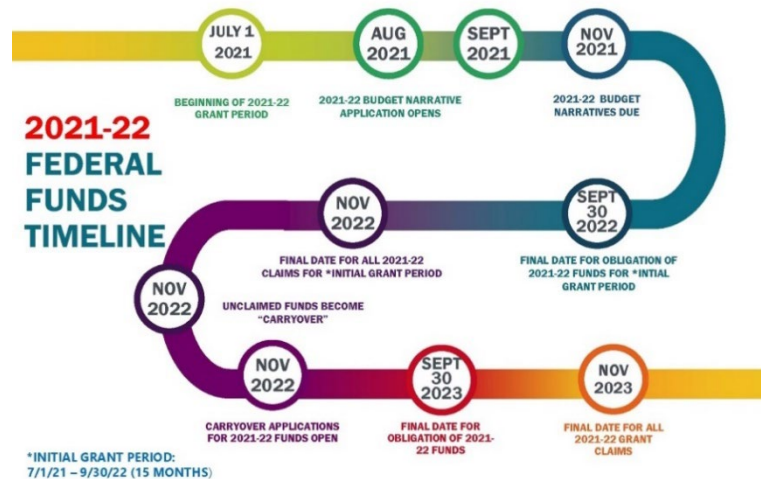 JULY 1
2021
AUG
2021
SEPT
2021
NOV
2021
BEGINNING OF 2021-22
GRANT PERIOD
2021-22 BUDGET NARRATIVE
APPLICATION OPENS
2021-22 BUDGET
NARRATIVES DUE
2021-22
FEDERAL
FUNDS
TIMELINE
NOV
2022
SEPT
30
2022
FINAL DATE FOR ALL 2021-22
CLAIMS FOR *INITIAL GRANT PERIOD
FINAL DATE FOR OBLIGATION OF
2021-22 FUNDS FOR *INTIAL
GRANT PERIOD
NOV
2022
UNCLAIMED FUNDS BECOME
“CARRYOVER”
NOV
2022
SEPT
30
2023
NOV
2023
CARRYOVER APPLICATIONS
FOR 2021-22 FUNDS OPEN
FINAL DATE FOR
OBLIGATION OF 2021-
22 FUNDS
FINAL DATE FOR ALL
2021-22 GRANT
CLAIMS
*INITIAL GRANT PERIOD:
7/1/21 – 9/30/22 (15 MONTHS)